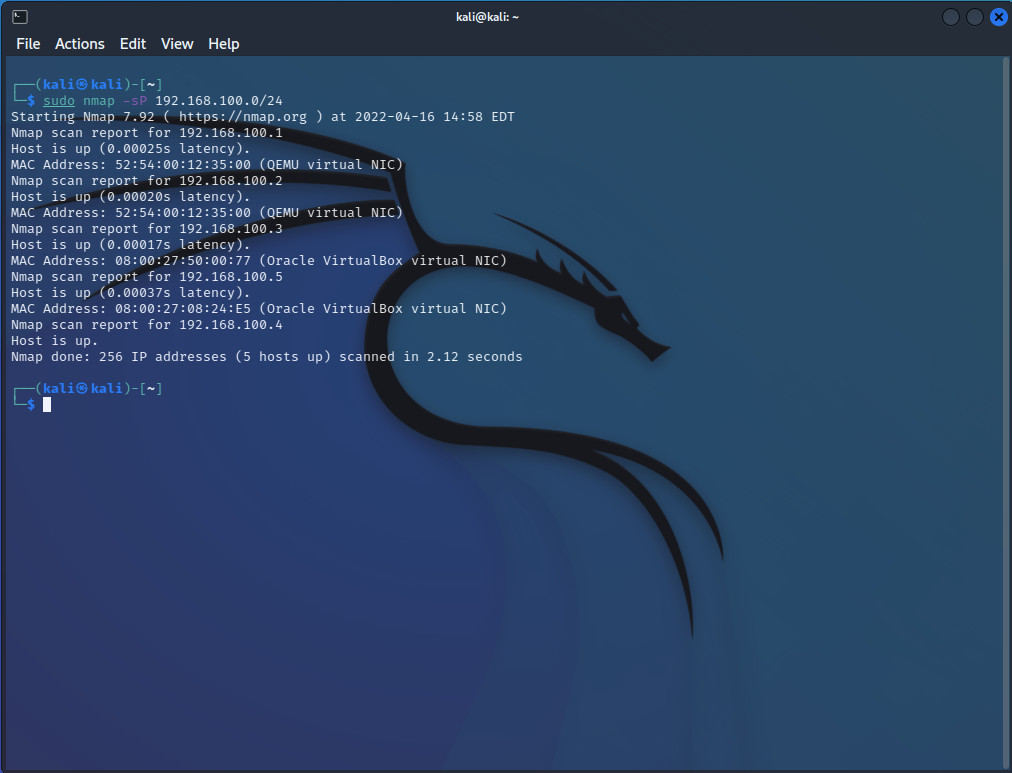 kali@kali: ~
File Actions Edit View Help
┌──(kali㉿kali)-[~]
└─$ sudo nmap -sP 192.168.100.0/24
Starting Nmap 7.92 ( https://nmap.org ) at 2022-04-16 14:58 EDT
Nmap scan report for 192.168.100.1
Host is up (0.00025s latency).
MAC Address: 52:54:00:12:35:00 (QEMU virtual NIC)
Nmap scan report for 192.168.100.2
Host is up (0.00020s latency).
MAC Address: 52:54:00:12:35:00 (QEMU virtual NIC)
Nmap scan report for 192.168.100.3
Host is up (0.00017s latency).
MAC Address: 08:00:27:50:00:77 (Oracle VirtualBox virtual NIC)
Nmap scan report for 192.168.100.5
Host is up (0.00037s latency).
MAC Address: 08:00:27:08:24:E5 (Oracle VirtualBox virtual NIC)
Nmap scan report for 192.168.100.4
Host is up.
Nmap done: 256 IP addresses (5 hosts up) scanned in 2.12 seconds
┌──(kali㉿kali)-[~]
└─$